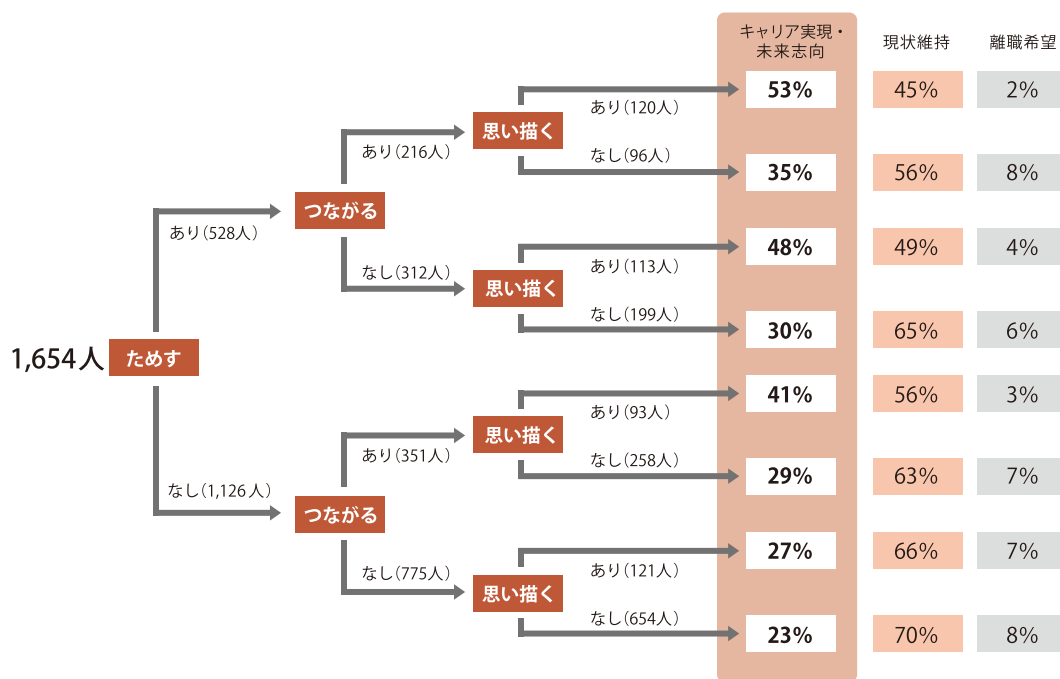 キャリア実現・
未来志向
現状維持
離職希望
あり（120人）
53%
45%
2%
思い描く
あり（216人）
なし（96人）
35%
56%
8%
つながる
あり（528人）
あり（113人）
48%
49%
4%
なし（312人）
思い描く
なし（199人）
30%
65%
6%
1,654人
ためす
あり（93人）
41%
56%
3%
思い描く
あり（351人）
なし（258人）
29%
63%
7%
なし（1,126人）
つながる
あり（121人）
27%
66%
7%
なし（775人）
思い描く
なし（654人）
23%
70%
8%